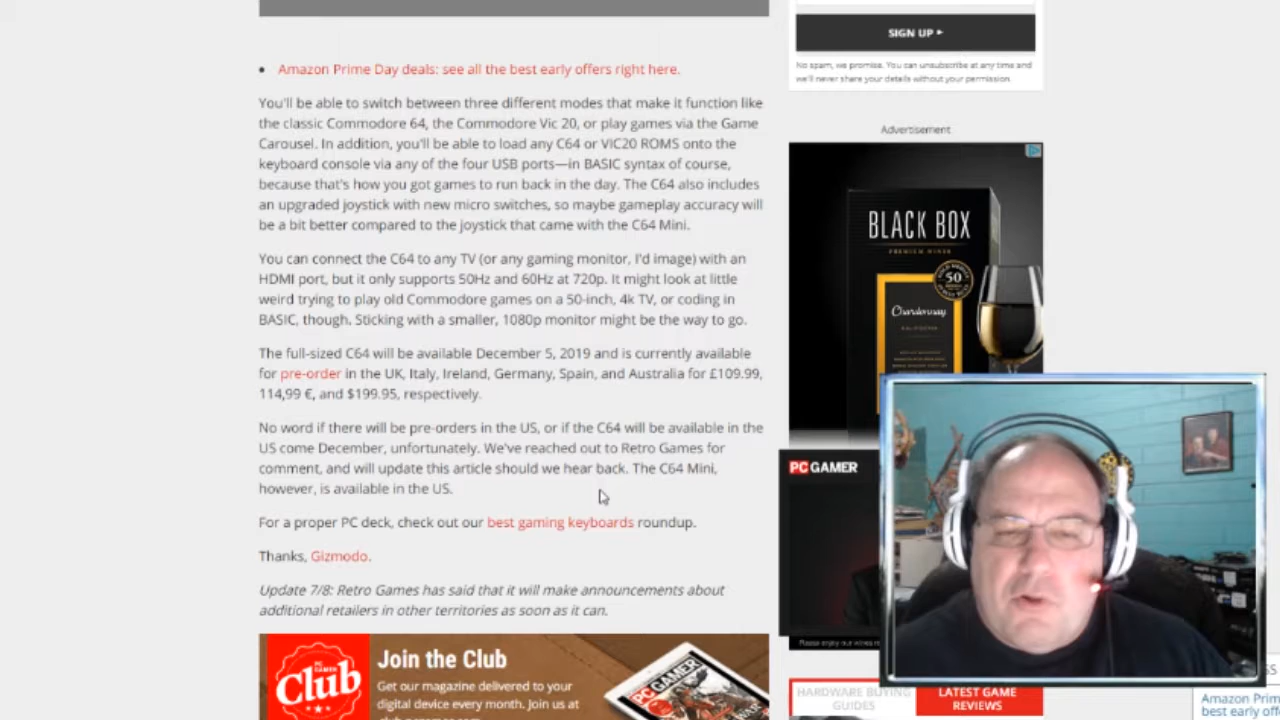 SIGN UP ▸
No spam, we promise. You can unsubscribe at any time and
we'll never share your details without your permission.
• Amazon Prime Day deals: see all the best early offers right here.
You'll be able to switch between three different modes that make it function like
the classic Commodore 64, the Commodore Vic 20, or play games via the Game
Carousel. In addition, you'll be able to load any C64 or VIC20 ROMS onto the
keyboard console via any of the four USB ports—in BASIC syntax of course,
because that's how you got games to run back in the day. The C64 also includes
an upgraded joystick with new micro switches, so maybe gameplay accuracy will
be a bit better compared to the joystick that came with the C64 Mini.
You can connect the C64 to any TV (or any gaming monitor, I'd image) with an
HDMI port, but it only supports 50Hz and 60Hz at 720p. It might look at little
weird trying to play old Commodore games on a 50-inch, 4k TV, or coding in
BASIC, though. Sticking with a smaller, 1080p monitor might be the way to go.
The full-sized C64 will be available December 5, 2019 and is currently available
for pre-order in the UK, Italy, Ireland, Germany, Spain, and Australia for £109.99,
114,99 €, and $199.95, respectively.
No word if there will be pre-orders in the US, or if the C64 will be available in the
US come December, unfortunately. We've reached out to Retro Games for
comment, and will update this article should we hear back. The C64 Mini,
however, is available in the US.
For a proper PC deck, check out our best gaming keyboards roundup.
Thanks, Gizmodo.
Update 7/8: Retro Games has said that it will make announcements about
additional retailers in other territories as soon as it can.
PC GAMER
Club
Join the Club
Get our magazine delivered to your
digital device every month. Join us at
PC GAMER
Advertisement
BLACK BOX
PREMIUM WINES
GOLD MEDALS
50
Chardonnay
PC GAMER
HARDWARE BUYING
GUIDES
LATEST GAME
REVIEWS
SS
Amazon Prim
best early off